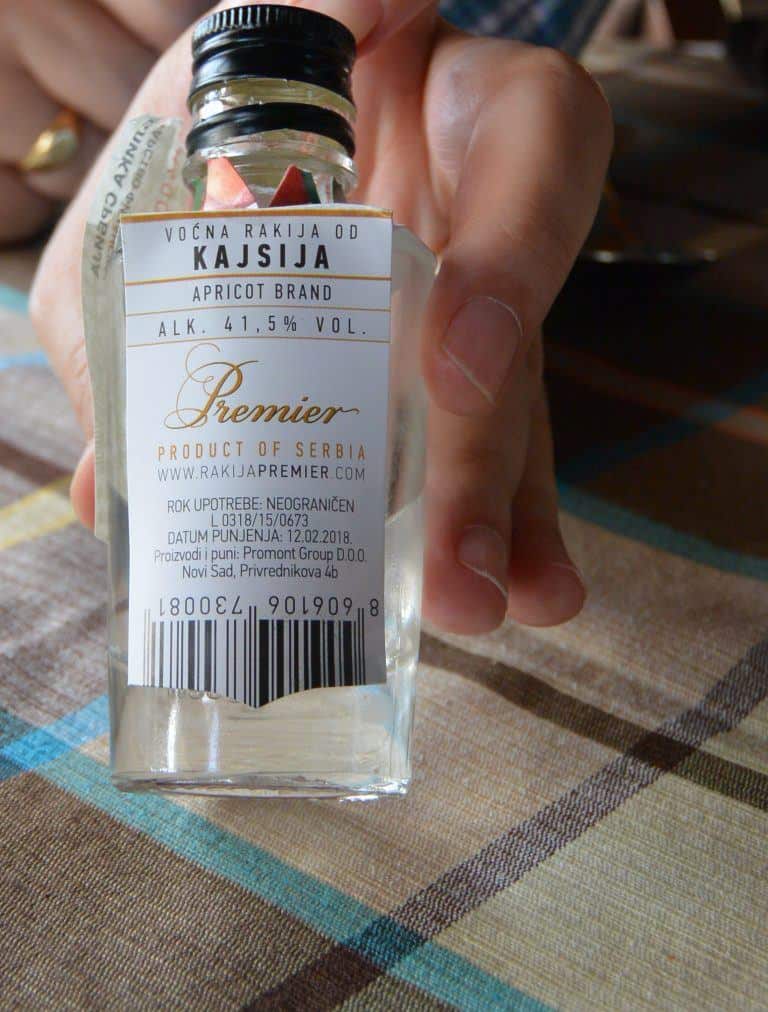 VOĆNA RAKIJA OD
KAJSIJA
APRICOT BRAND
ALK. 41,5% VOL.
Premier
PRODUCT OF SERBIA
WWW.RAKIJAPREMIER.COM
ROK UPOTREBE: NEOGRANIČEN
L 0318/15/0673
DATUM PUNJENJA: 12.02.2018.
Proizvodi i puni: Promont Group D.O.O.
Novi Sad, Privrednikova 4b
8 606106 730081